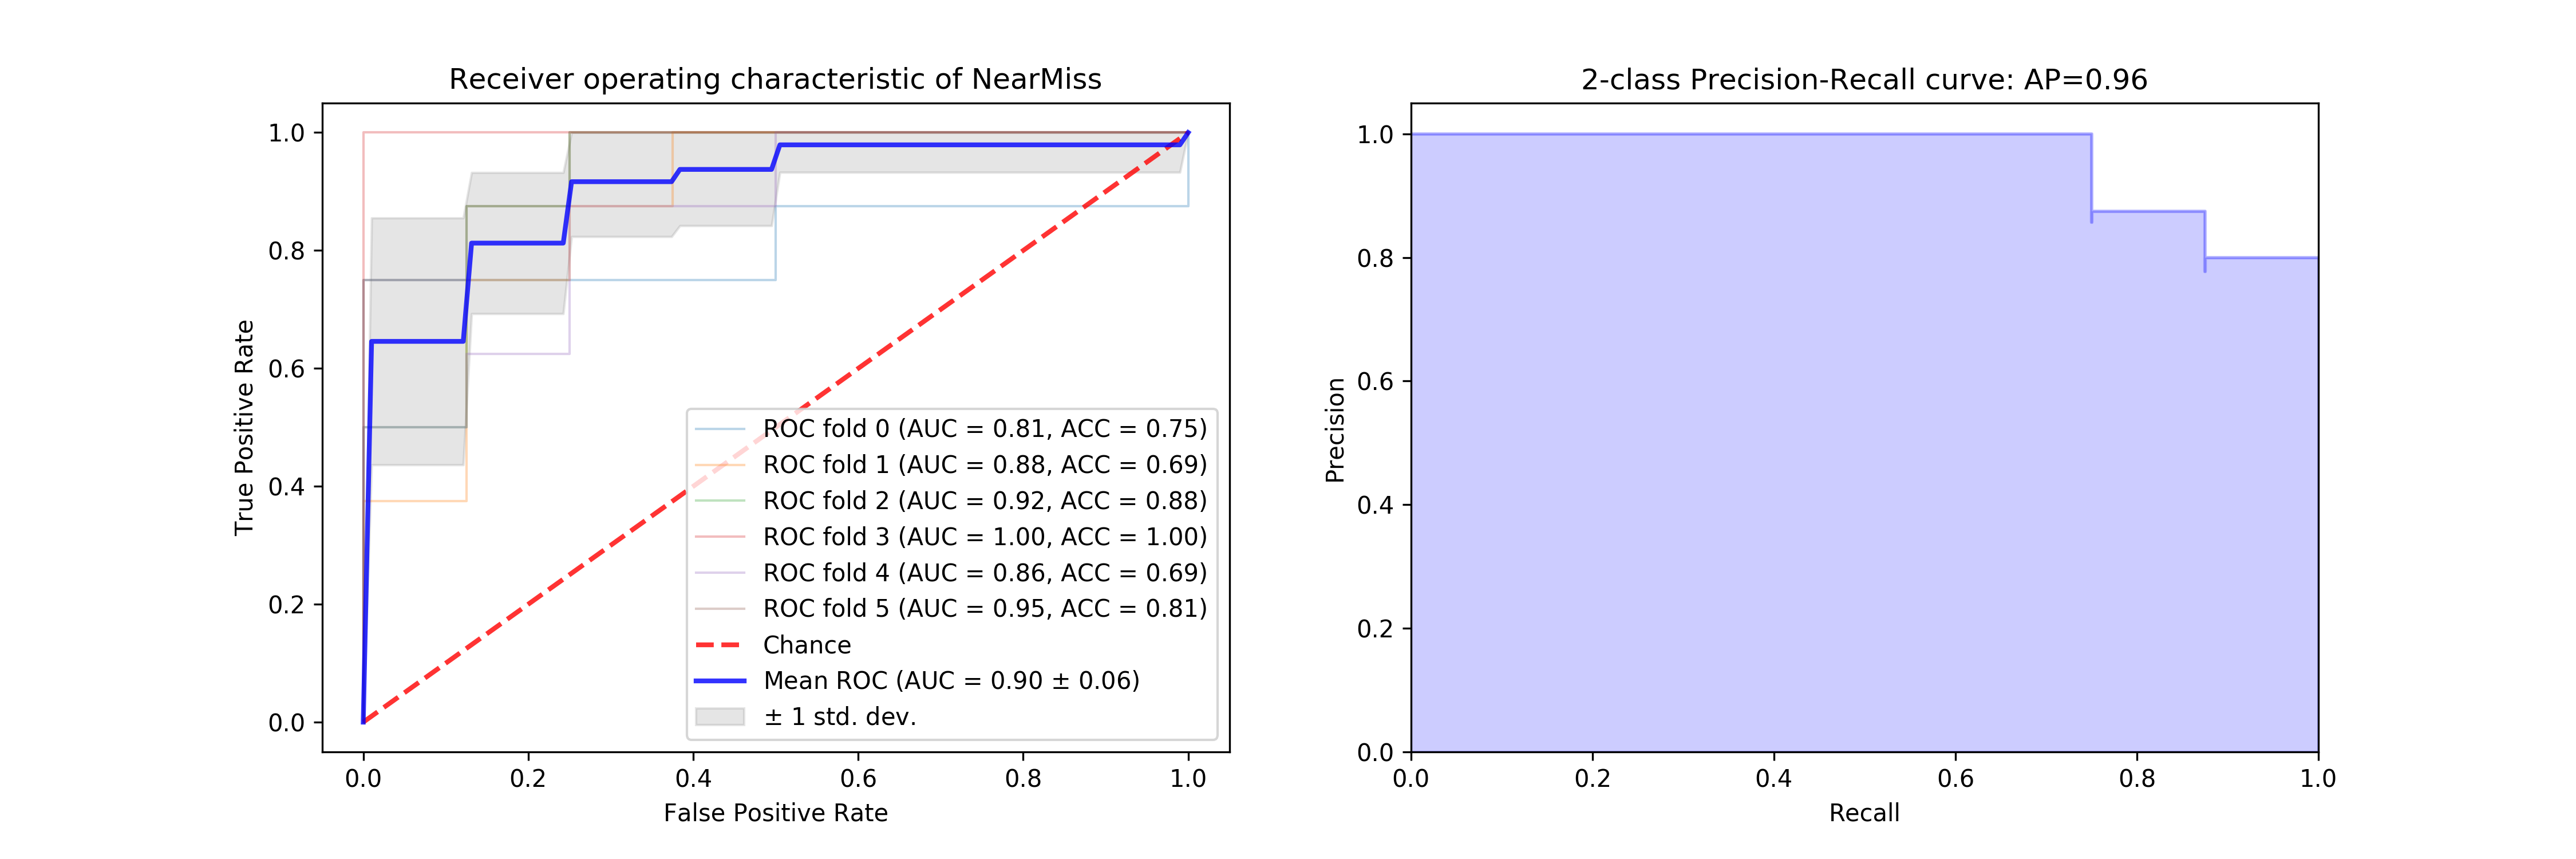 Receiver operating characteristic of NearMiss
True Positive Rate
1.0
0.8
0.6
0.4
0.2
0.0
0.0 0.2 0.4 0.6 0.8 1.0
False Positive Rate
ROC fold 0 (AUC = 0.81, ACC = 0.75)
ROC fold 1 (AUC = 0.88, ACC = 0.69)
ROC fold 2 (AUC = 0.92, ACC = 0.88)
ROC fold 3 (AUC = 1.00, ACC = 1.00)
ROC fold 4 (AUC = 0.86, ACC = 0.69)
ROC fold 5 (AUC = 0.95, ACC = 0.81)
Chance
Mean ROC (AUC = 0.90 ± 0.06)
± 1 std. dev.
2-class Precision-Recall curve: AP=0.96
Precision
1.0
0.8
0.6
0.4
0.2
0.0
0.0 0.2 0.4 0.6 0.8 1.0
Recall